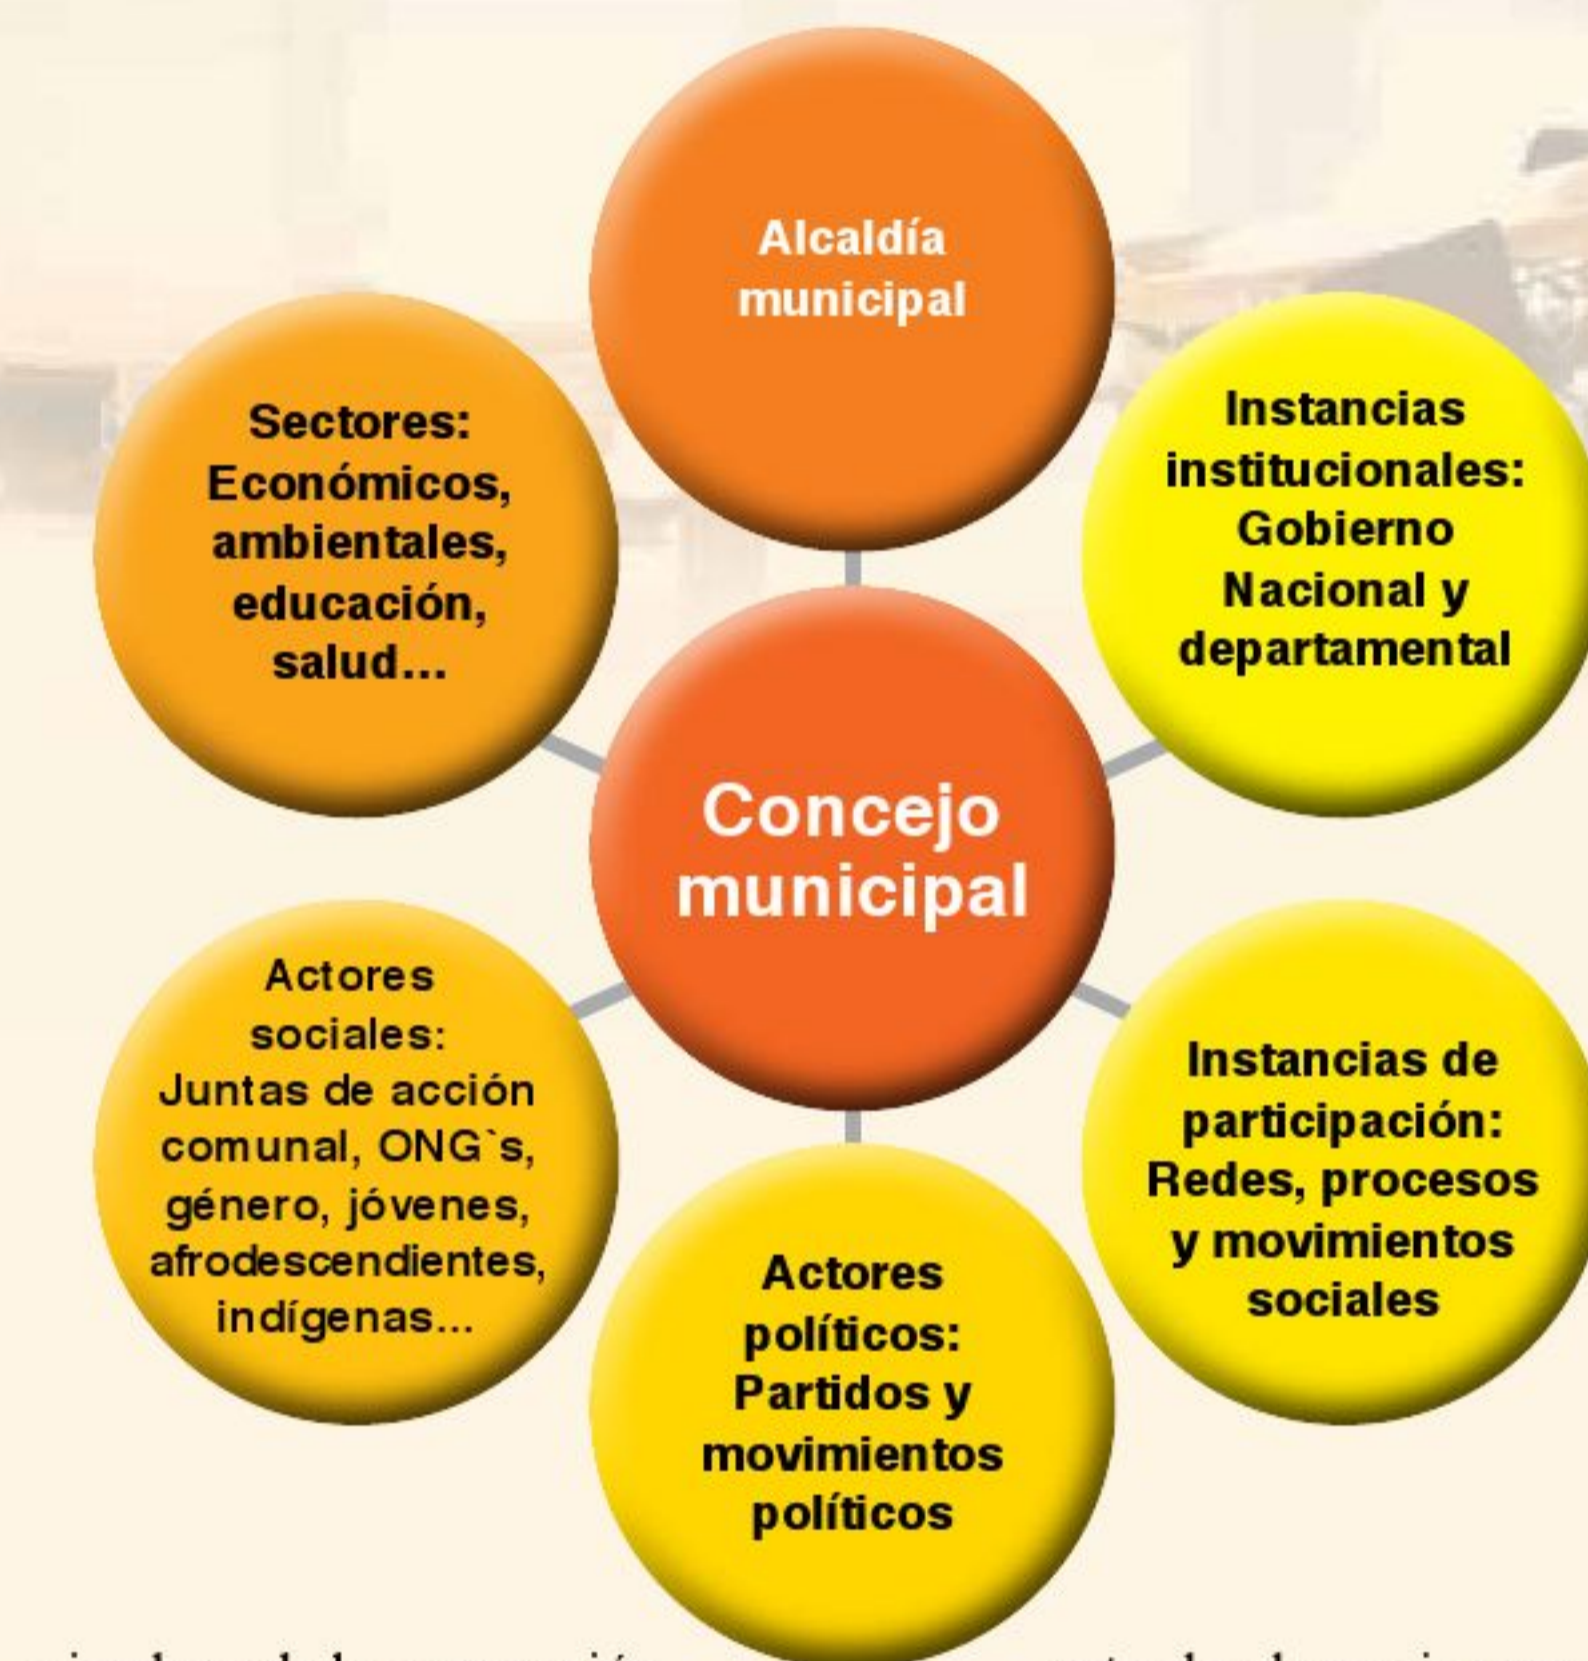 Alcaldía
municipal
Instancias
institucionales:
Gobierno
Nacional y
departamental
Instancias de
participación:
Redes, procesos
y movimientos
sociales
Actores
políticos:
Partidos y
movimientos
políticos
Actores
sociales:
Juntas de acción
comunal, ONG`s,
género, jóvenes,
afrodescendientes,
indígenas...
Sectores:
Económicos,
ambientales,
educación,
salud...
Concejo
municipal